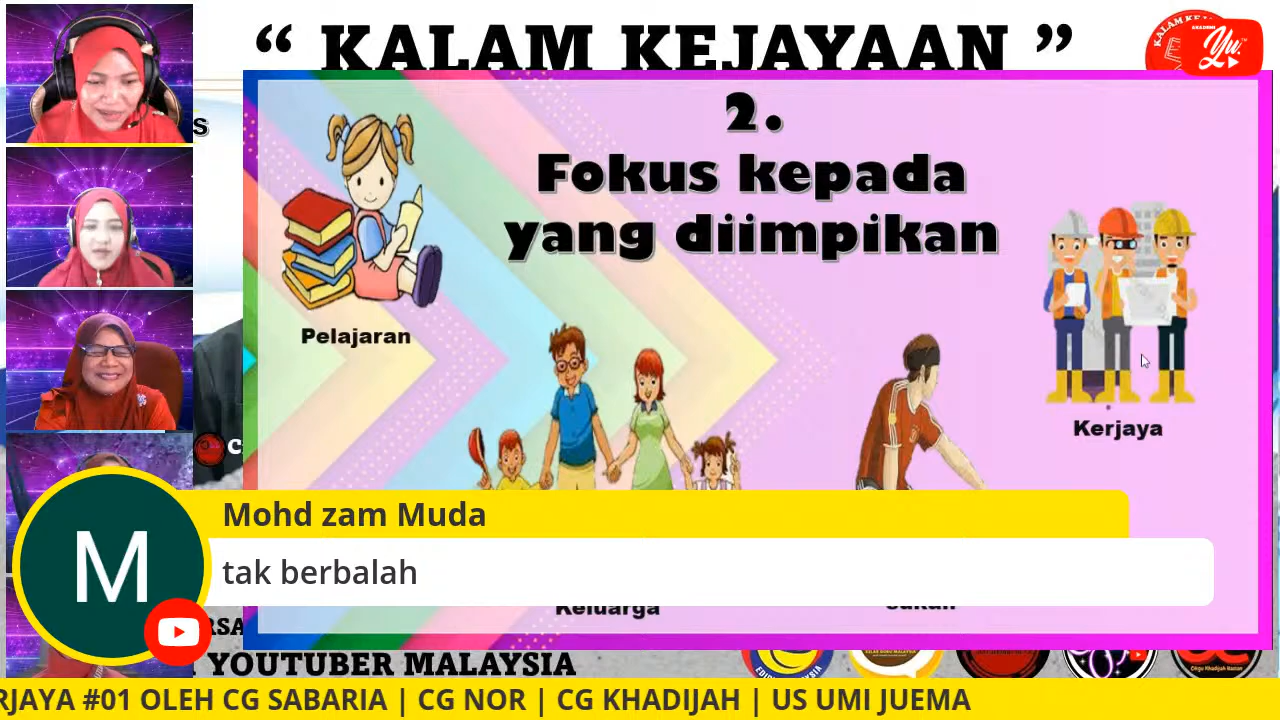 “ KALAM KEJAYAAN ”
2.
Fokus kepada
yang diimpikan
Pelajaran
Kerjaya
Mohd zam Muda
M
tak berbalah
Keluarga
Sukan
YOUTUBER MALAYSIA
RJAYA #01 OLEH CG SABARIA | CG NOR | CG KHADIJAH | US UMI JUEMA